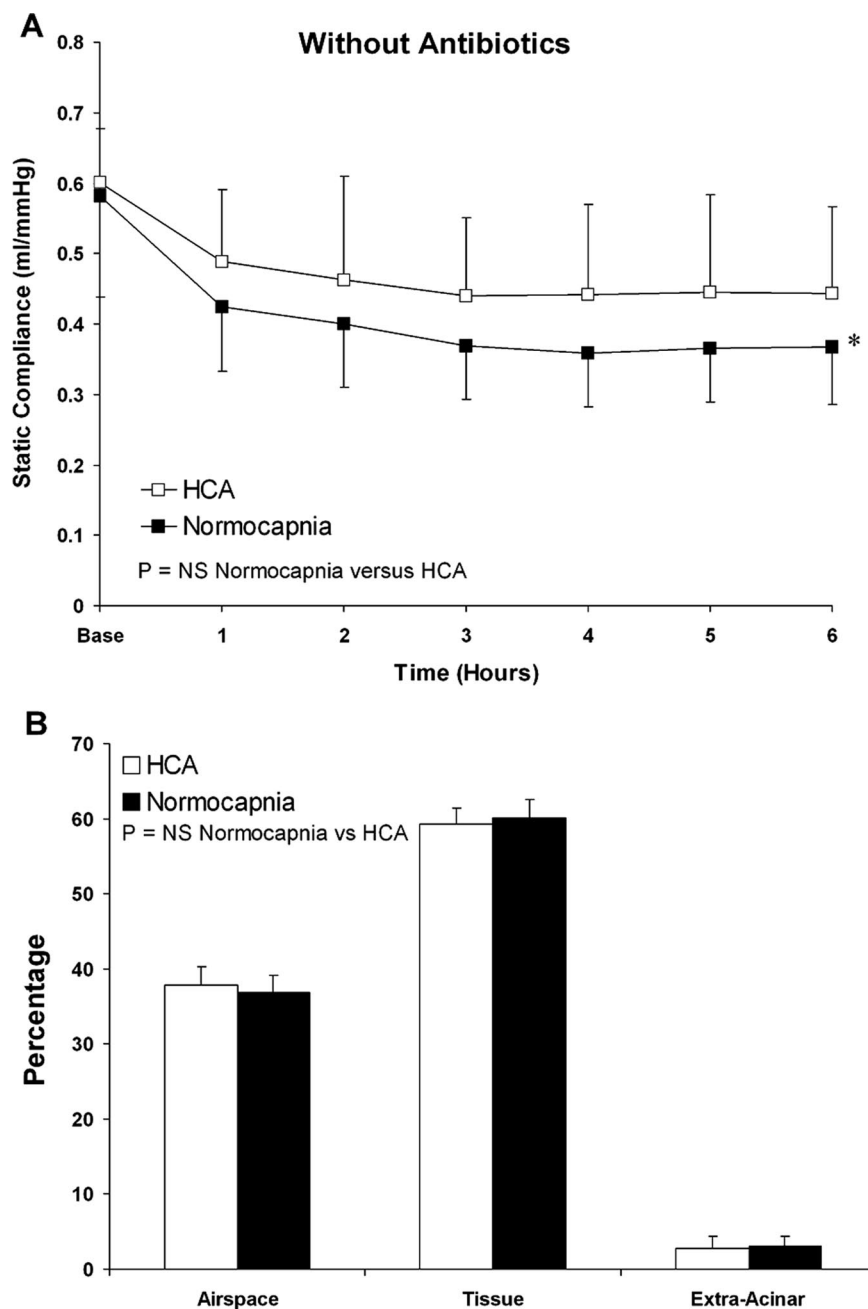 A
Without Antibiotics
0.8
0.7
0.6
0.5
0.4
0.3
0.2
0.1
0
Static Compliance (ml/mmHg)
*
HCA
Normocapnia
P = NS Normocapnia versus HCA
Base 1 2 3 4 5 6
Time (Hours)
B
70
60
50
40
30
20
10
0
Percentage
HCA
Normocapnia
P = NS Normocapnia vs HCA
Airspace Tissue Extra-Acinar